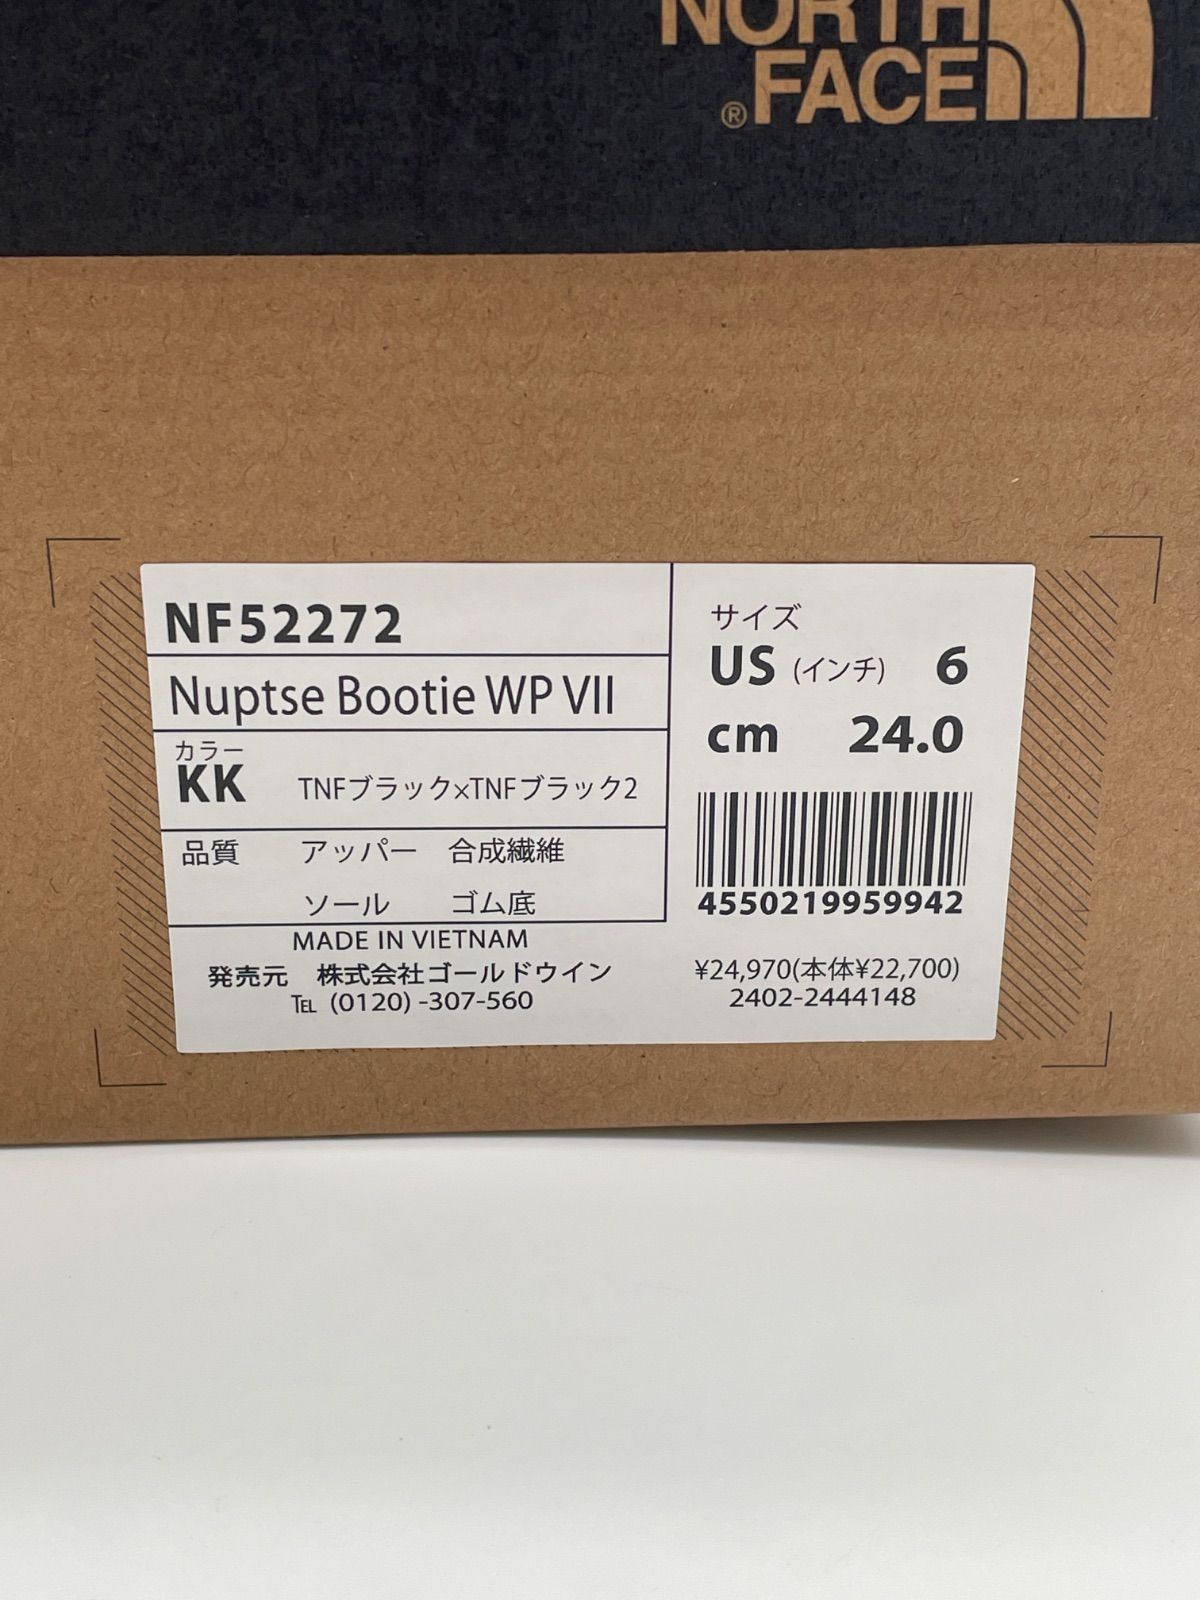 NORTH
FACE
®
NF52272
Nuptse Bootie WP VII
カラー
KK TNFブラック×TNFブラック2
品質 アッパー 合成繊維
ソール ゴム底
MADE IN VIETNAM
発売元 株式会社ゴールドウイン
TEL (0120) -307-560
サイズ
US (インチ) 6
cm 24.0
4550219959942
¥24,970(本体¥22,700)
2402-2444148